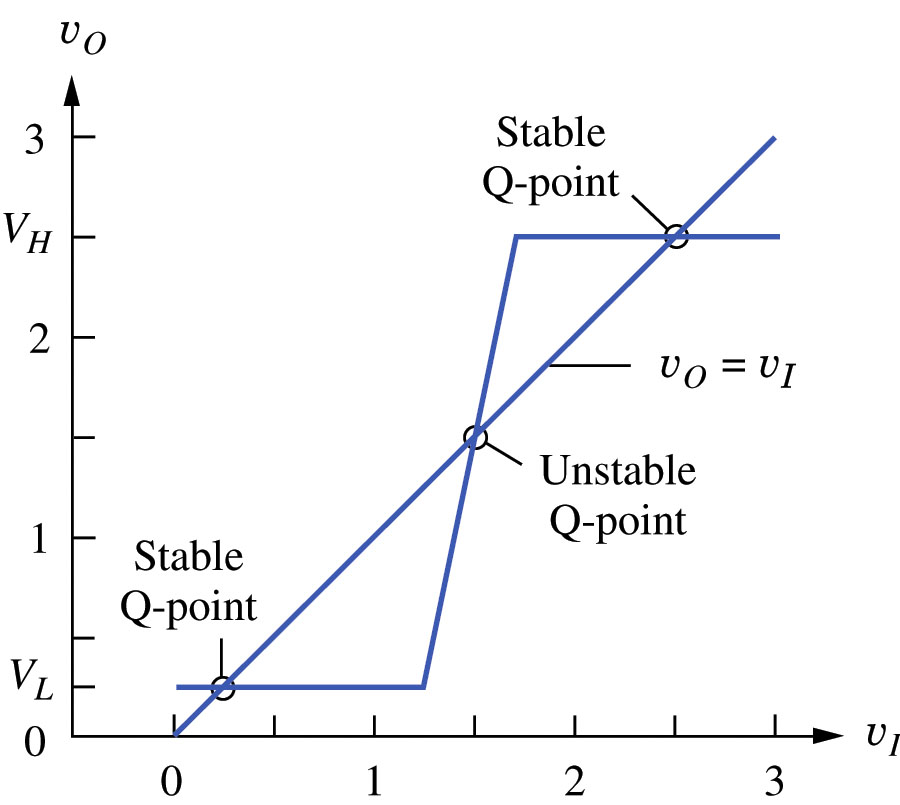 v_O
3
Stable
Q-point
V_H
2
v_O = v_I
Unstable
Q-point
1
Stable
Q-point
V_L
0
v_I
0 1 2 3